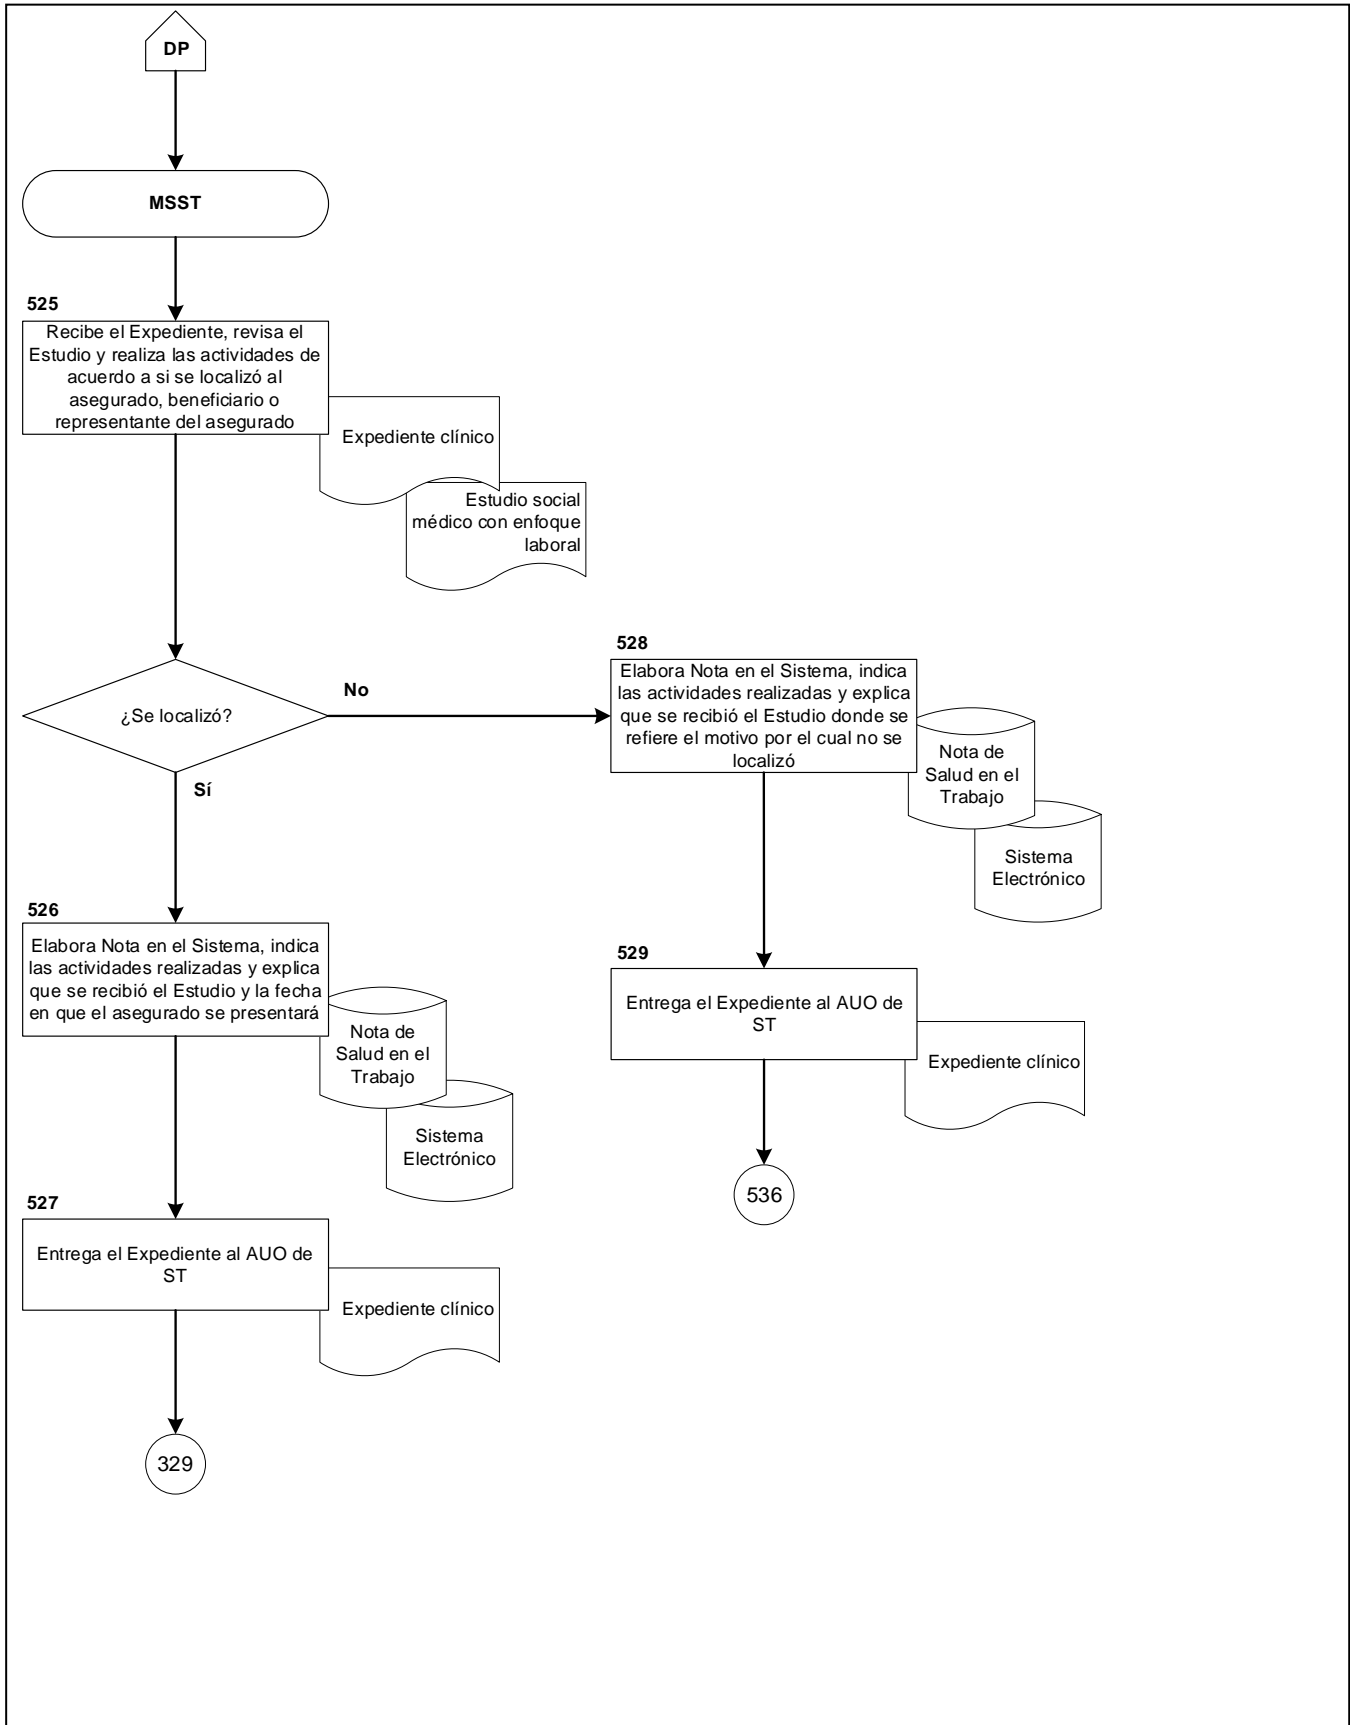 DP
MSST
525
Recibe el Expediente, revisa el
Estudio y realiza las actividades de
acuerdo a si se localizó al
asegurado, beneficiario o
representante del asegurado
Expediente clínico
Estudio social
médico con enfoque
laboral
¿Se localizó?
No
Sí
528
Elabora Nota en el Sistema, indica
las actividades realizadas y explica
que se recibió el Estudio donde se
refiere el motivo por el cual no se
localizó
Nota de
Salud en el
Trabajo
Sistema
Electrónico
526
Elabora Nota en el Sistema, indica
las actividades realizadas y explica
que se recibió el Estudio y la fecha
en que el asegurado se presentará
Nota de
Salud en el
Trabajo
Sistema
Electrónico
529
Entrega el Expediente al AUO de
ST
Expediente clínico
536
527
Entrega el Expediente al AUO de
ST
Expediente clínico
329